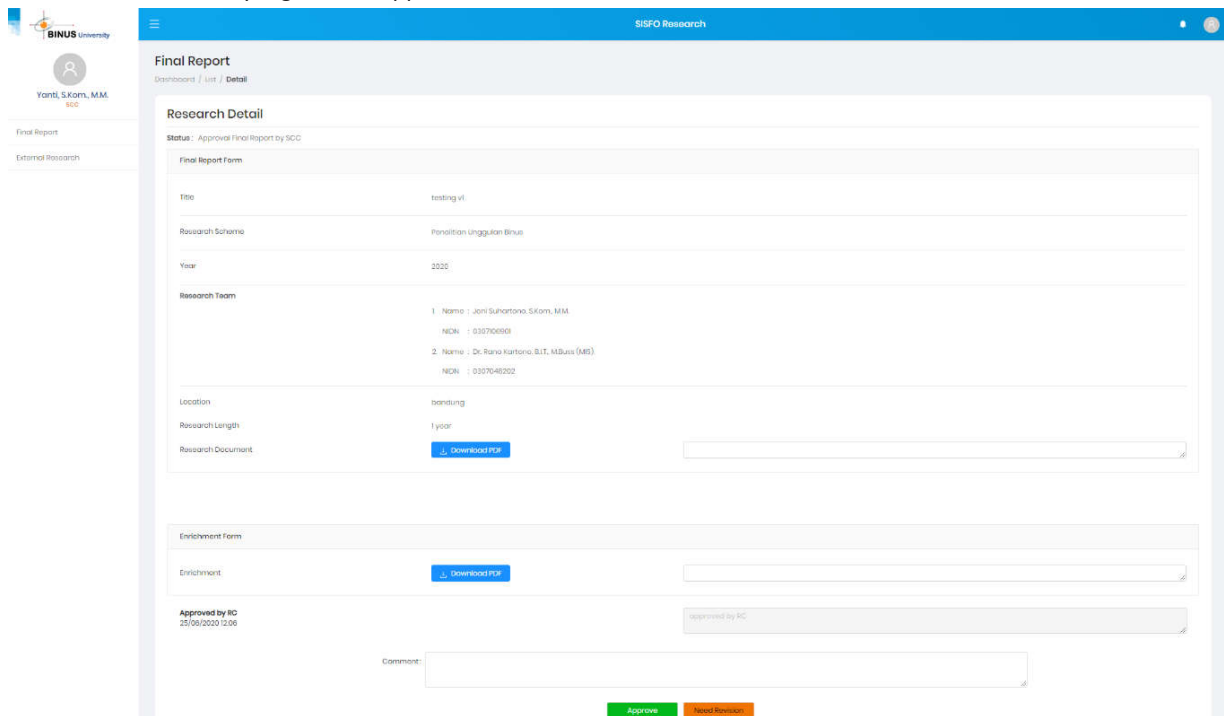 BINUS University
SISFO Research
Yanti, S.Kom., M.M.
SCC
Final Report
External Research
Final Report
Dashboard / List / Detail
Research Detail
Status : Approval Final Report by SCC
Final Report Form
Title testing vl
Research Scheme Penelitian Unggulan Binus
Year 2020
Research Team
1. Name : Joni Suhartono, S.Kom., M.M.
NIDN : 0307106901
2. Name : Dr. Rano Kartono, B.I.T., M.Buss (MIS)
NIDN : 0307048202
Location bandung
Research Length 1 year
Research Document Download PDF
Enrichment Form
Enrichment Download PDF
Approved by RC approved by RC
25/06/2020 12:06
Comment :
Approve Need Revision